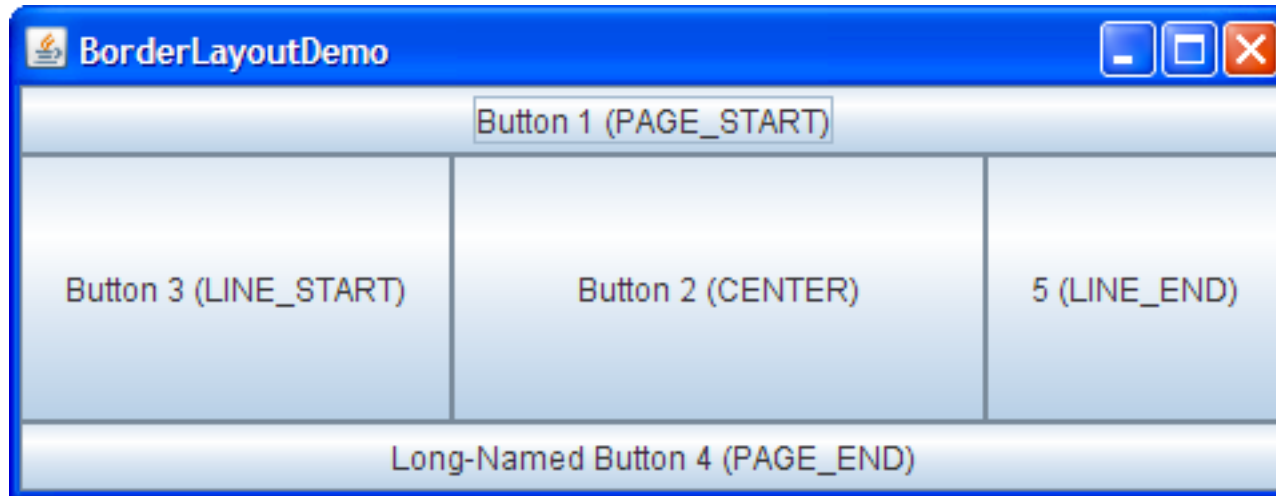 BorderLayoutDemo
Button 1 (PAGE_START)
Button 3 (LINE_START)
Button 2 (CENTER)
5 (LINE_END)
Long-Named Button 4 (PAGE_END)